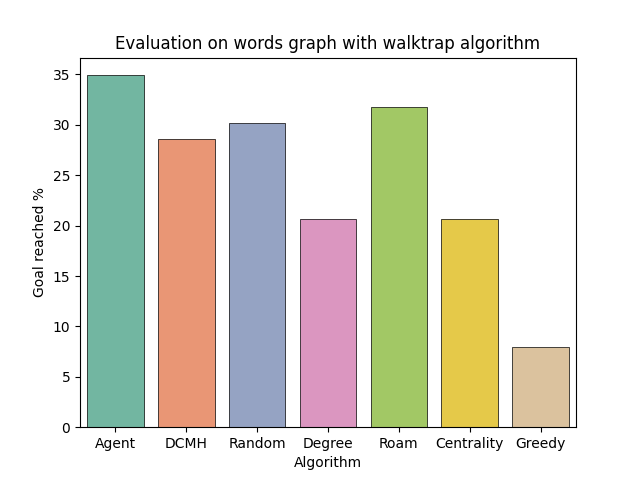 Evaluation on words graph with walktrap algorithm
Goal reached %
35
30
25
20
15
10
5
0
Agent DCMH Random Degree Roam Centrality Greedy
Algorithm